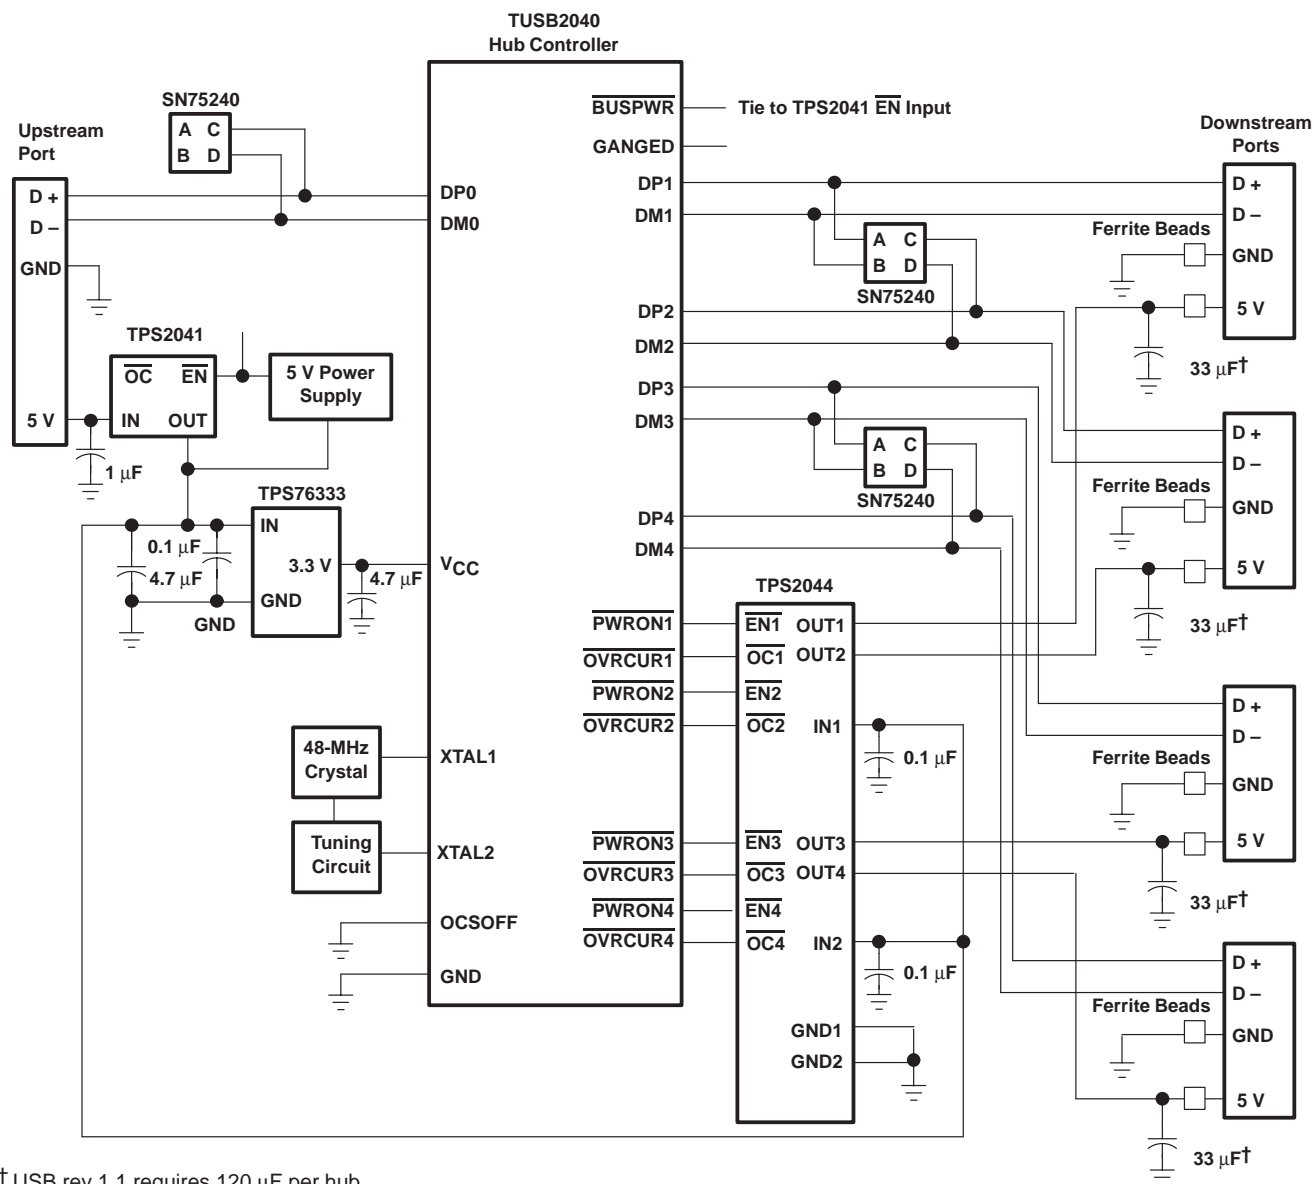 TUSB2040
Hub Controller
SN75240
A C
B D
Upstream
Port
D +
D –
GND
5 V
TPS2041
OC EN
IN OUT
5 V Power
Supply
1 μF
TPS76333
IN
3.3 V
GND
0.1 μF
4.7 μF
GND
4.7 μF
48-MHz
Crystal
Tuning
Circuit
DP0
DM0
VCC
XTAL1
XTAL2
OCSOFF
GND
BUSPWR
Tie to TPS2041 EN Input
GANGED
DP1
DM1
DP2
DM2
DP3
DM3
DP4
DM4
PWRON1
OVRCUR1
PWRON2
OVRCUR2
PWRON3
OVRCUR3
PWRON4
OVRCUR4
A C
B D
SN75240
A C
B D
SN75240
TPS2044
EN1 OUT1
OC1 OUT2
EN2
OC2 IN1
EN3 OUT3
OC3 OUT4
EN4
OC4 IN2
GND1
GND2
0.1 μF
0.1 μF
Downstream
Ports
D +
D –
Ferrite Beads
GND
5 V
33 μF†
D +
D –
Ferrite Beads
GND
5 V
33 μF†
D +
D –
Ferrite Beads
GND
5 V
33 μF†
D +
D –
Ferrite Beads
GND
5 V
33 μF†
† USB rev 1.1 requires 120 μF per hub